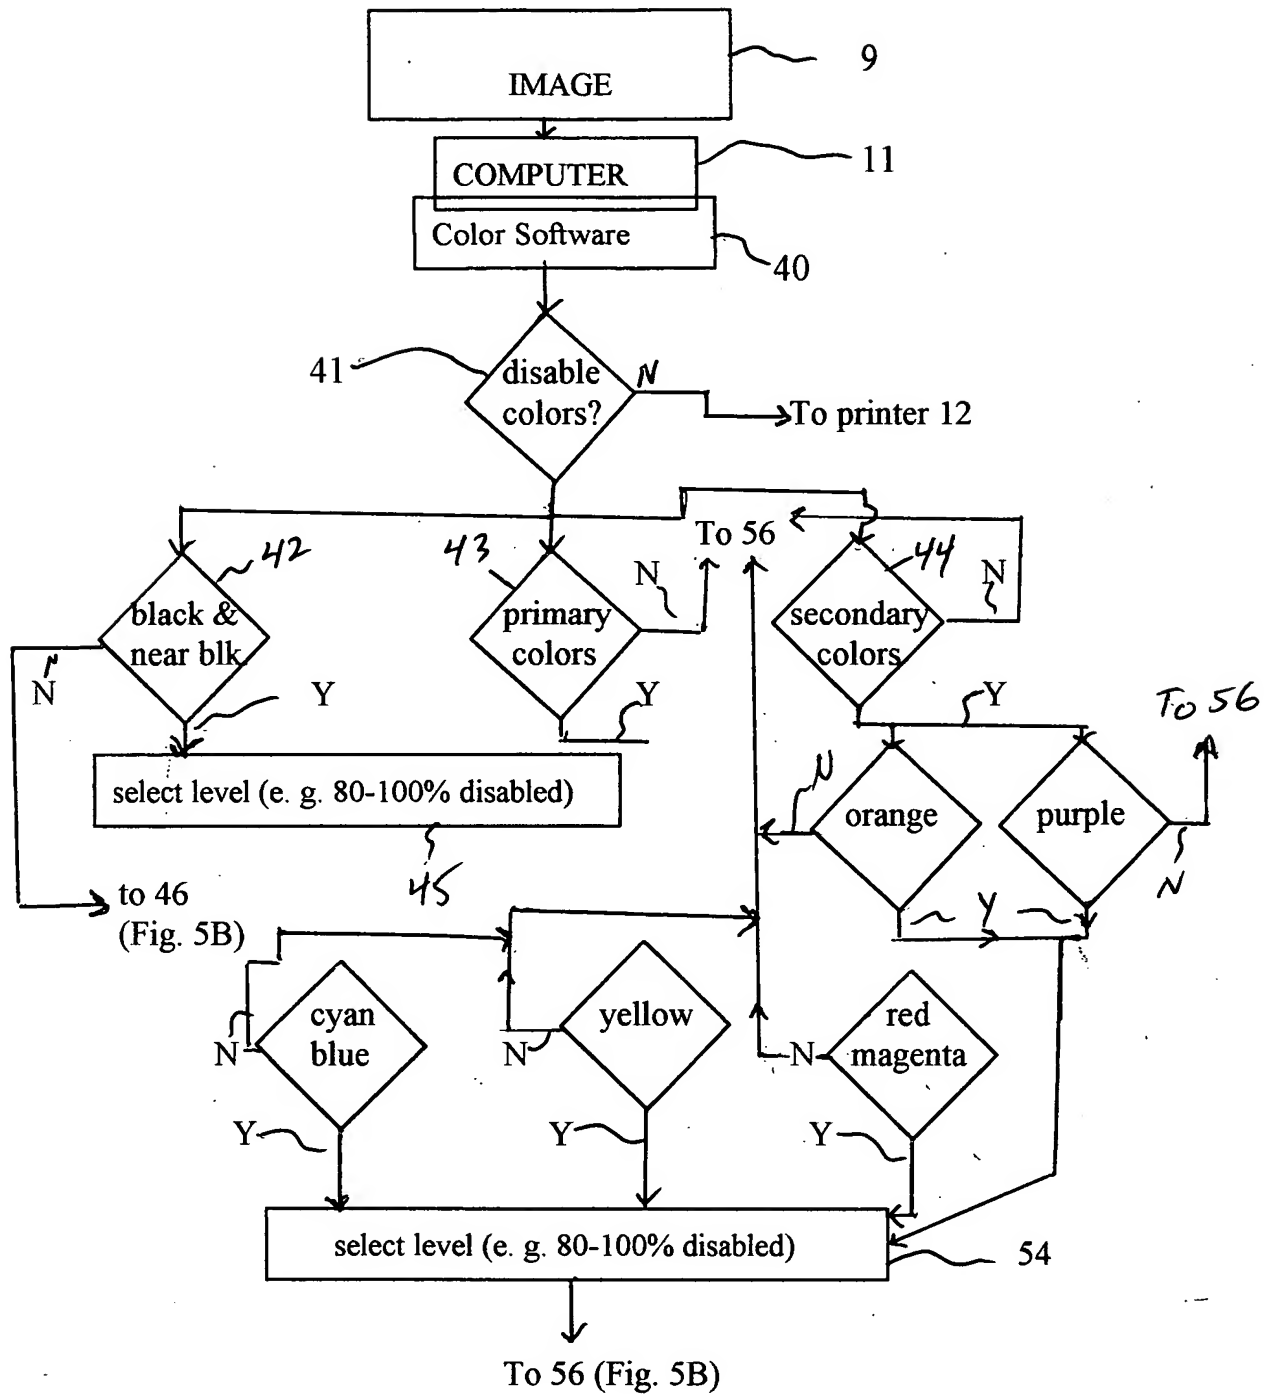 IMAGE
9
COMPUTER
11
Color Software
40
41
disable
colors?
N
To printer 12
To 56
42
43
44
black &
near blk
N
N
Y
primary
colors
N
Y
secondary
colors
N
Y
To 56
select level (e. g. 80-100% disabled)
45
to 46
(Fig. 5B)
orange
N
purple
N
Y
cyan
blue
N
Y
yellow
N
Y
red
magenta
N
Y
select level (e. g. 80-100% disabled)
54
To 56 (Fig. 5B)